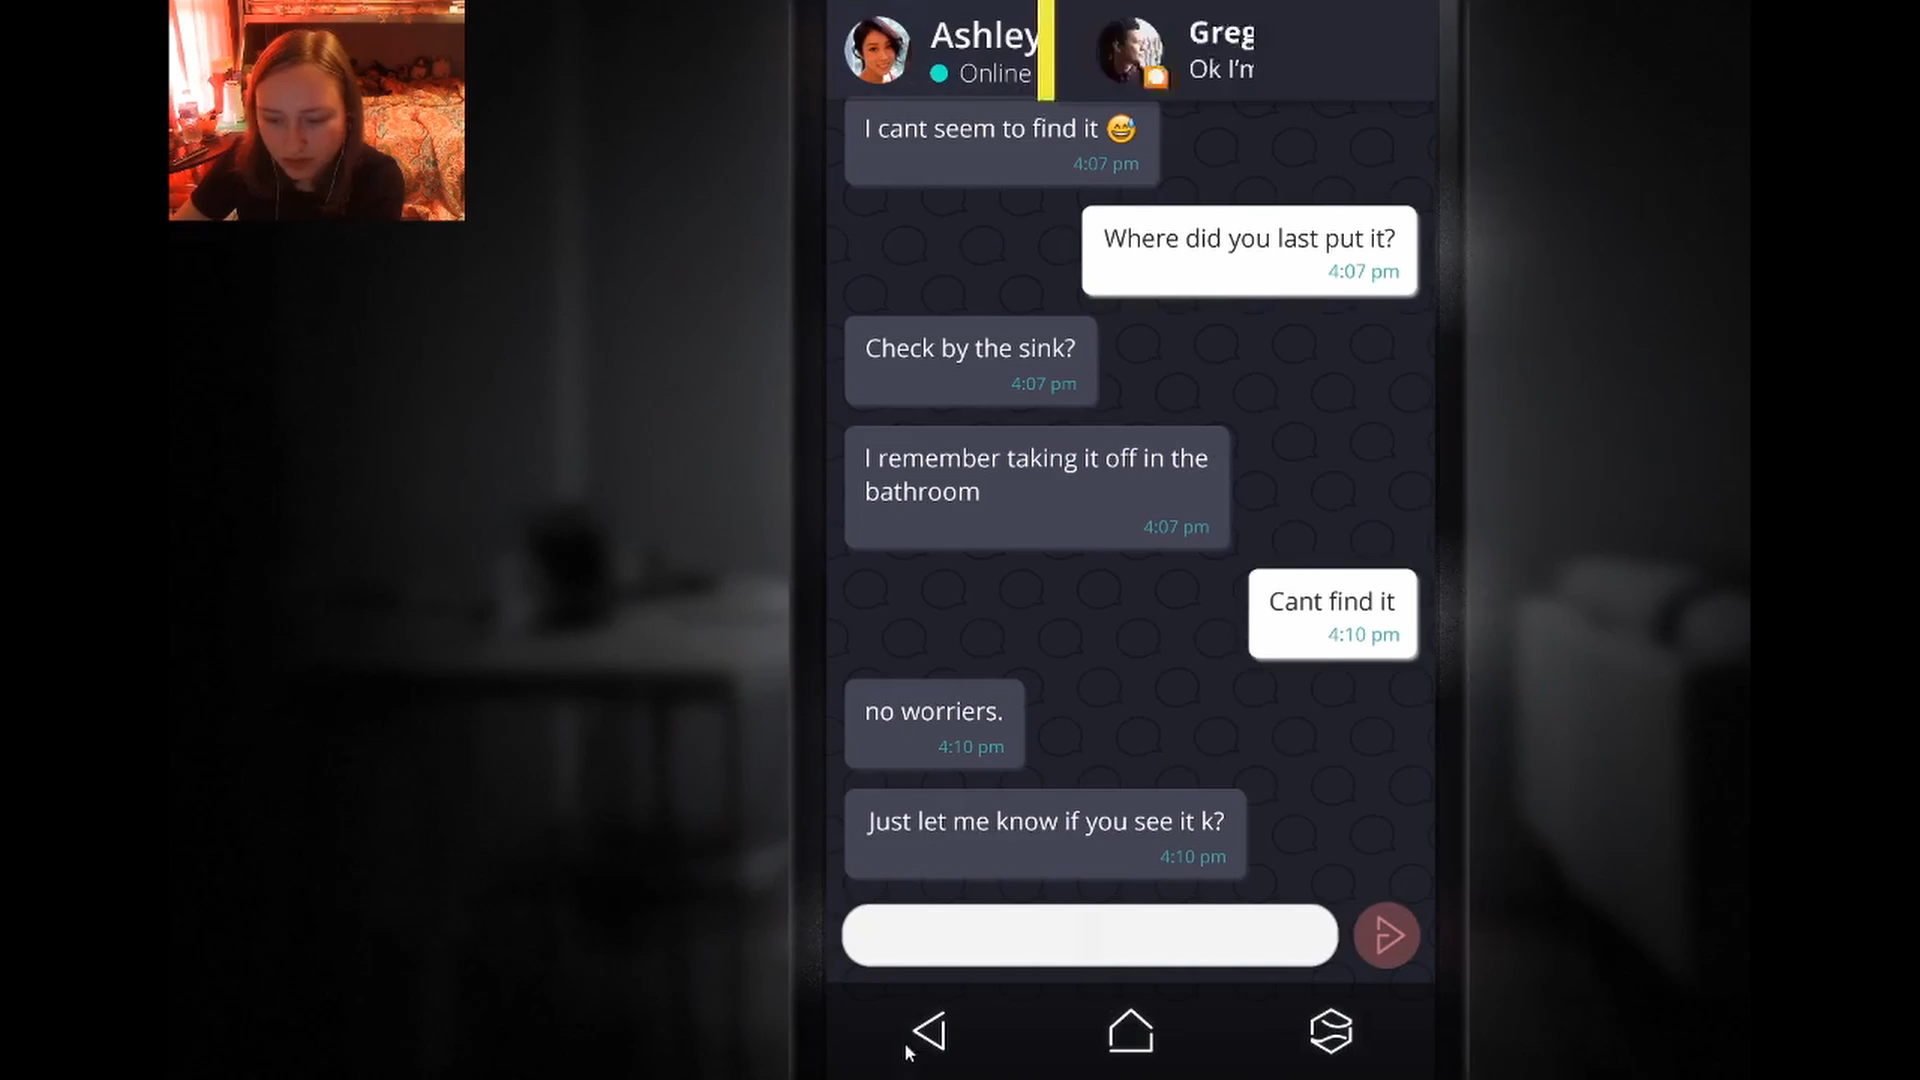 Ashley
Online
Greg
Ok I'm
I cant seem to find it 😅
4:07 pm
Where did you last put it?
4:07 pm
Check by the sink?
4:07 pm
I remember taking it off in the
bathroom
4:07 pm
Cant find it
4:10 pm
no worriers.
4:10 pm
Just let me know if you see it k?
4:10 pm